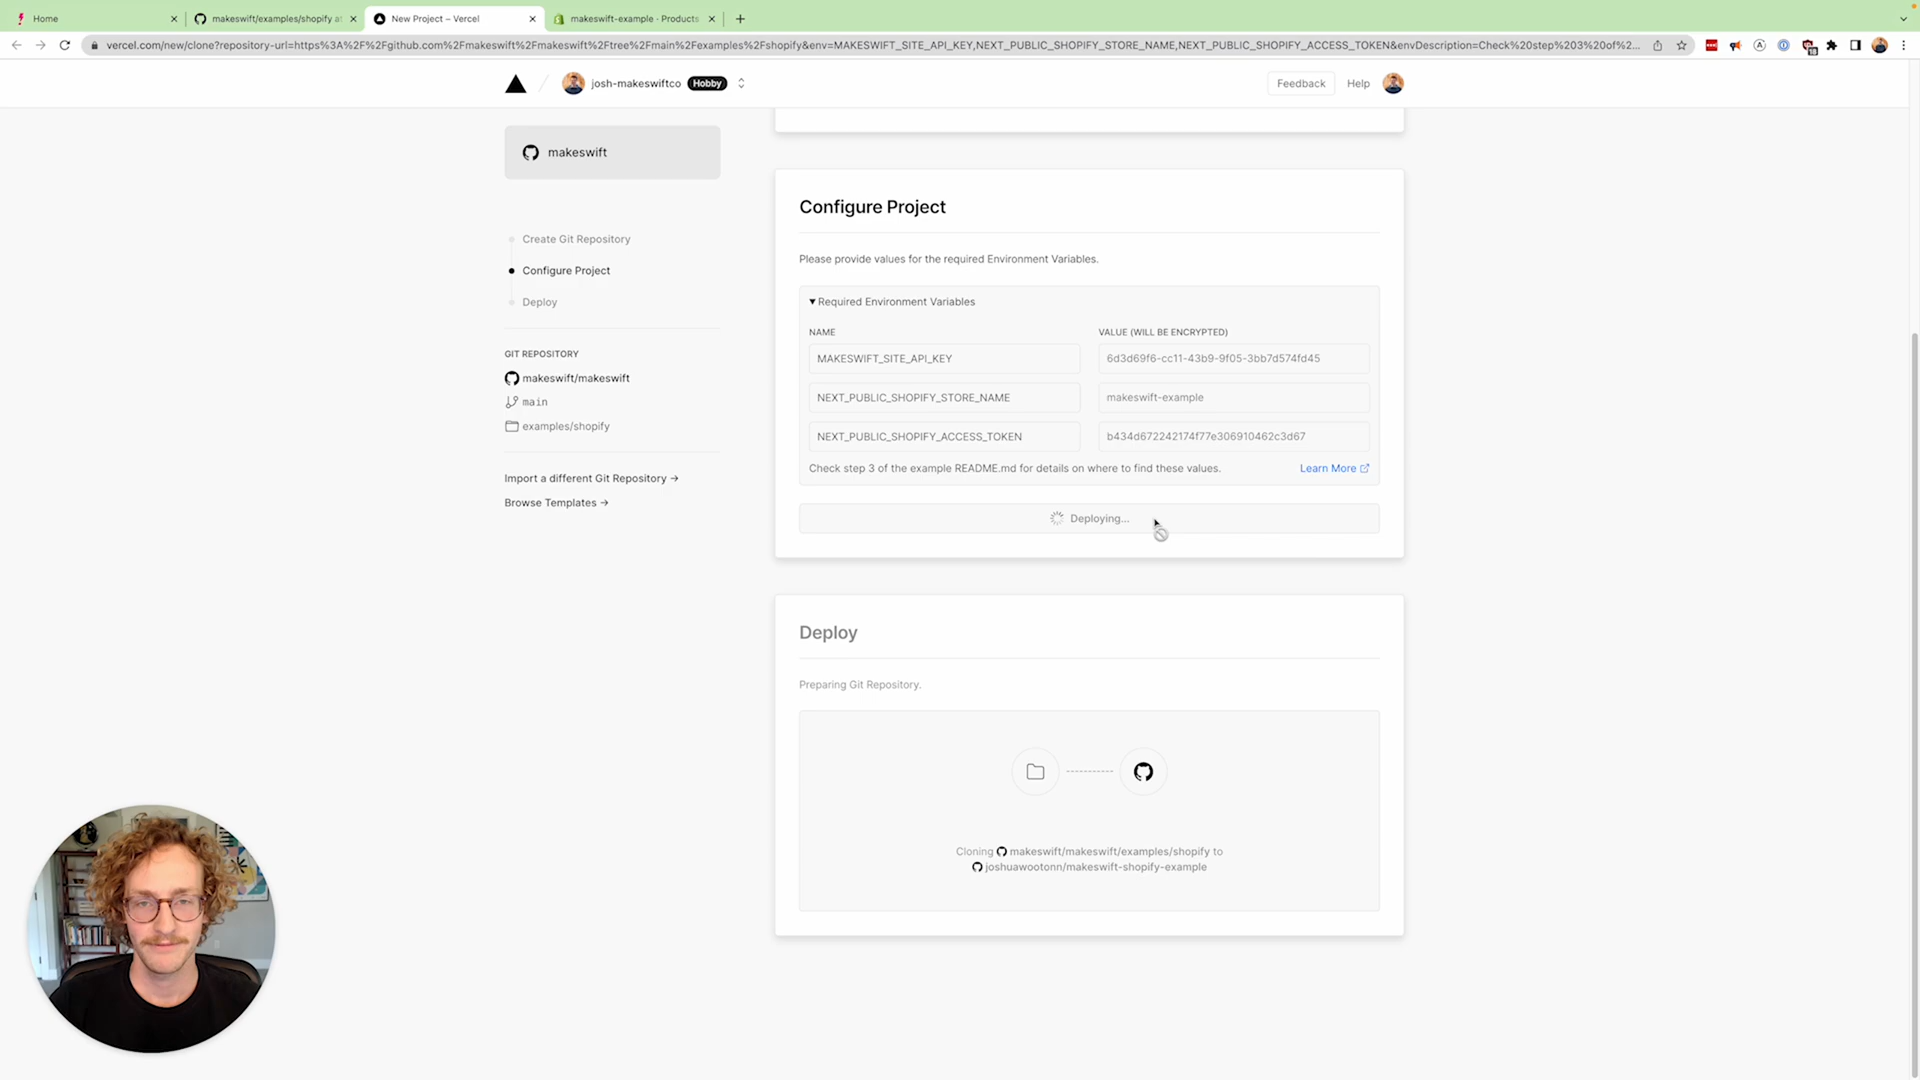 Home
makeswift/examples/shopify at
New Project – Vercel
makeswift-example · Products
vercel.com/new/clone?repository-url=https%3A%2F%2Fgithub.com%2Fmakeswift%2Fmakeswift%2Ftree%2Fmain%2Fexamples%2Fshopify&env=MAKESWIFT_SITE_API_KEY,NEXT_PUBLIC_SHOPIFY_STORE_NAME,NEXT_PUBLIC_SHOPIFY_ACCESS_TOKEN&envDescription=Check%20step%203%20of%2...
josh-makeswiftco Hobby
Feedback
Help
makeswift
Create Git Repository
Configure Project
Deploy
GIT REPOSITORY
makeswift/makeswift
main
examples/shopify
Import a different Git Repository →
Browse Templates →
Configure Project
Please provide values for the required Environment Variables.
Required Environment Variables
NAME
VALUE (WILL BE ENCRYPTED)
MAKESWIFT_SITE_API_KEY
6d3d69f6-cc11-43b9-9f05-3bb7d574fd45
NEXT_PUBLIC_SHOPIFY_STORE_NAME
makeswift-example
NEXT_PUBLIC_SHOPIFY_ACCESS_TOKEN
b434d672242174f77e306910462c3d67
Check step 3 of the example README.md for details on where to find these values.
Learn More
Deploying...
Deploy
Preparing Git Repository.
Cloning makeswift/makeswift/examples/shopify to
joshuawootonn/makeswift-shopify-example